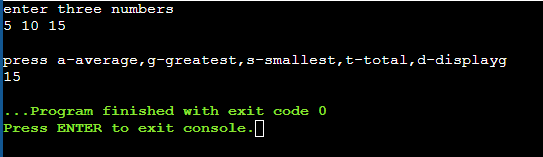 enter three numbers
5 10 15
press a-average,g-greatest,s-smallest,t-total,d-displayg
15
...Program finished with exit code 0
Press ENTER to exit console.